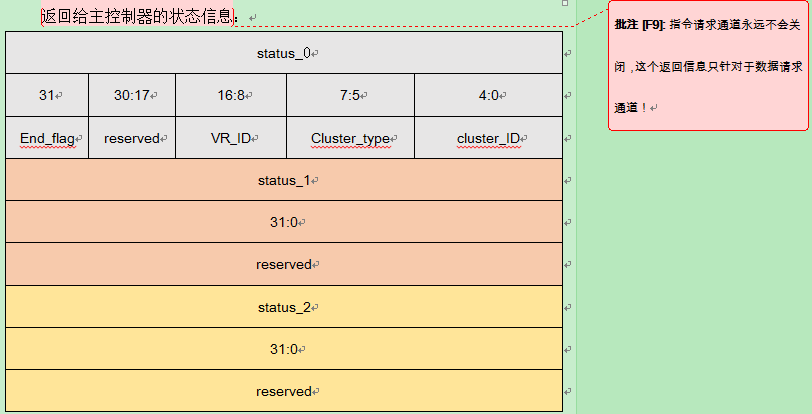 返回给主控制器的状态信息：
status_0
31 30:17 16:8 7:5 4:0
End_flag reserved VR_ID Cluster_type cluster_ID
status_1
31:0
reserved
status_2
31:0
reserved
批注 [F9]: 指令请求通道永远不会关
闭，这个返回信息只针对于数据请求
通道！